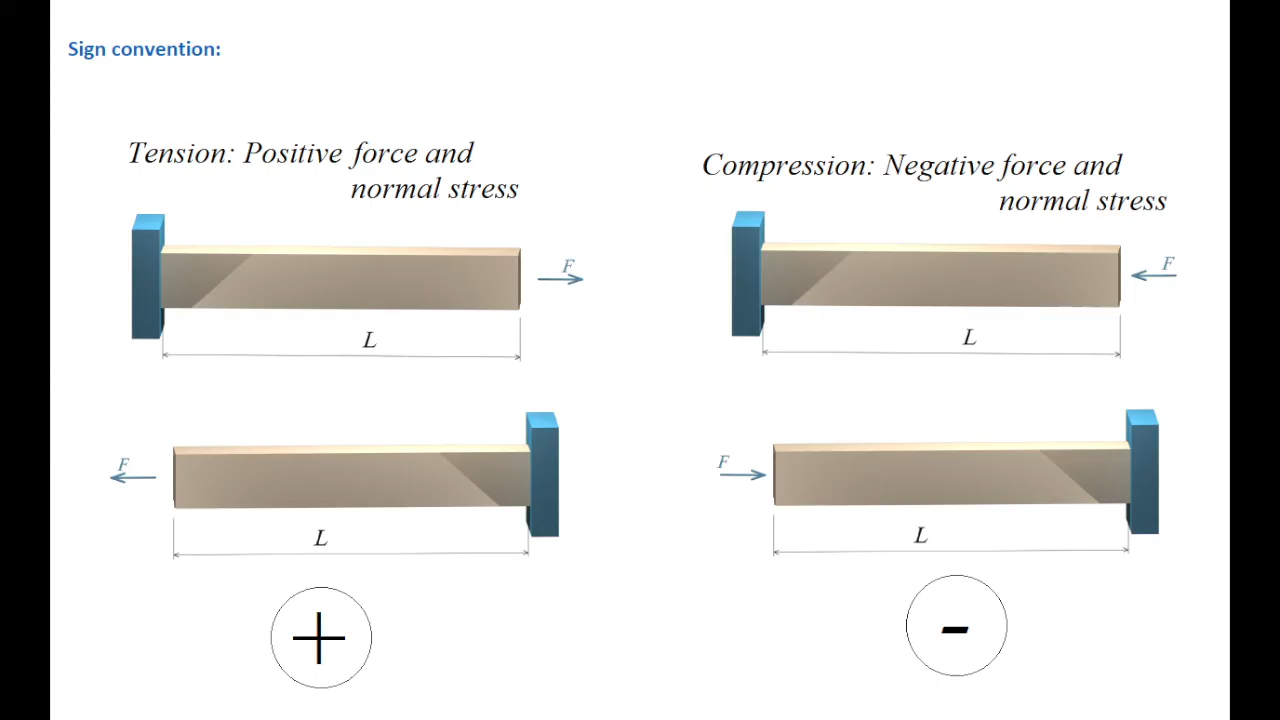 Sign convention:
Tension: Positive force and
normal stress
Compression: Negative force and
normal stress
F
L
F
L
F
L
F
L
+
-